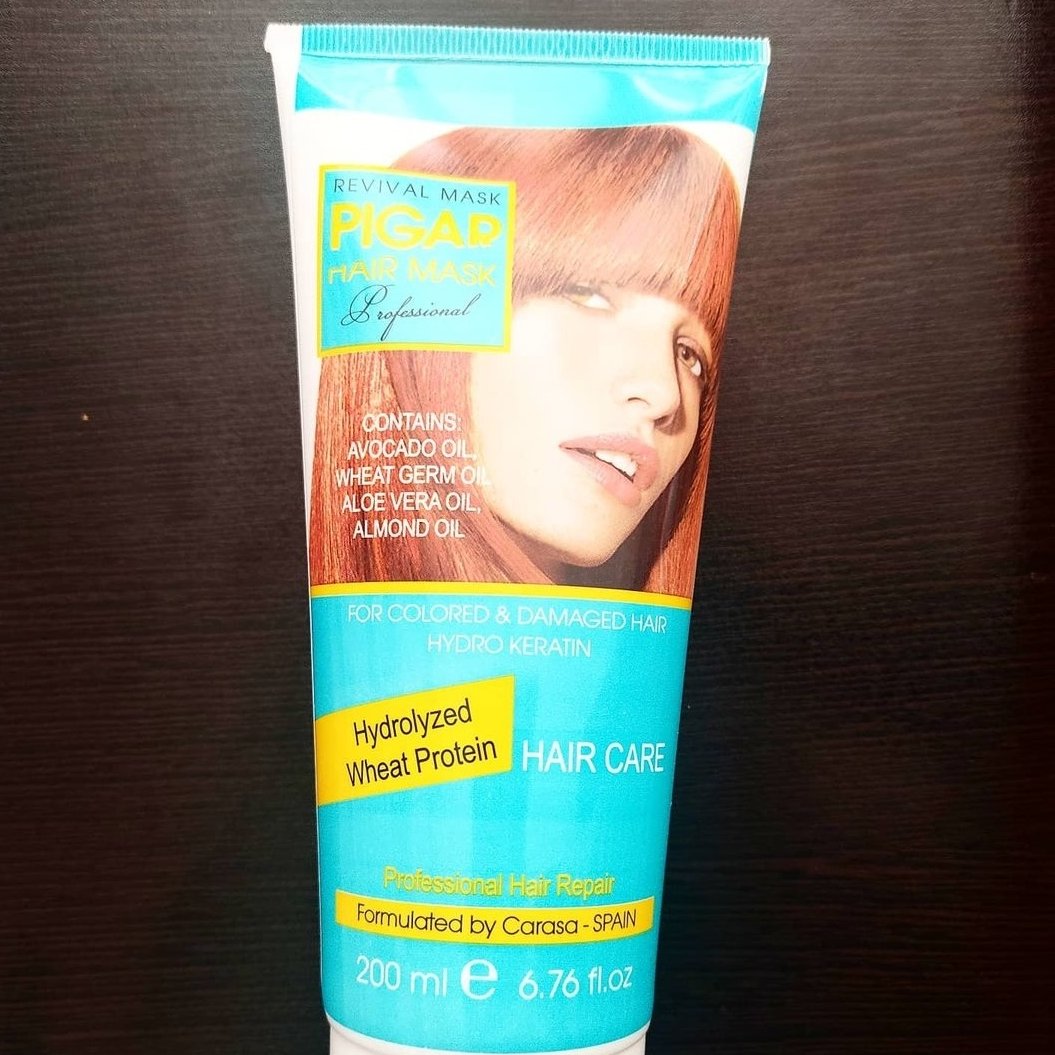 REVIVAL MASK
PIGAR
HAIR MASK
Professional
CONTAINS:
AVOCADO OIL,
WHEAT GERM OIL
ALOE VERA OIL,
ALMOND OIL
FOR COLORED & DAMAGED HAIR
HYDRO KERATIN
Hydrolyzed
Wheat Protein
HAIR CARE
Professional Hair Repair
Formulated by Carasa - SPAIN
200 ml e 6.76 fl.oz